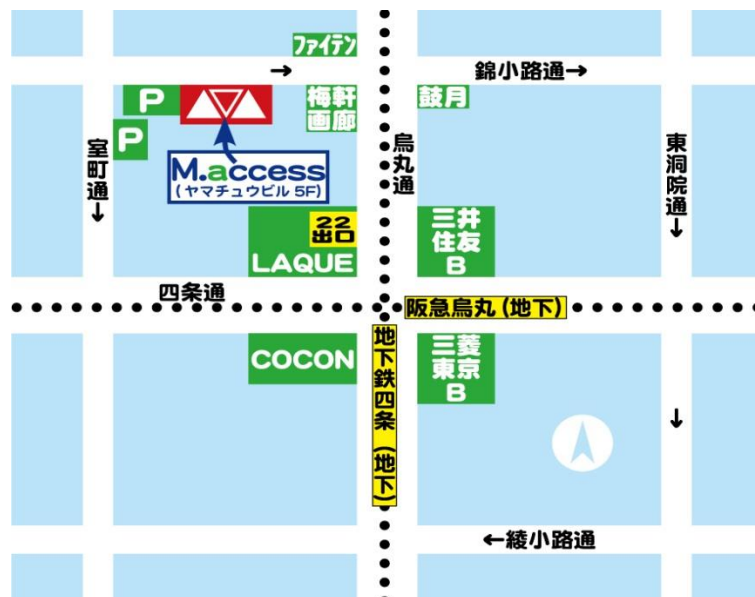 ファイテン
→
錦小路通→
P
梅軒
画廊
鼓月
P
室町通↓
M.access
(ヤマチュウビル 5F)
烏丸通
東洞院通↓
22
出口
LAQUE
三井
住友
B
四条通
阪急烏丸(地下)
地下鉄四条(地下)
COCON
三菱
東京
B
↓
←綾小路通